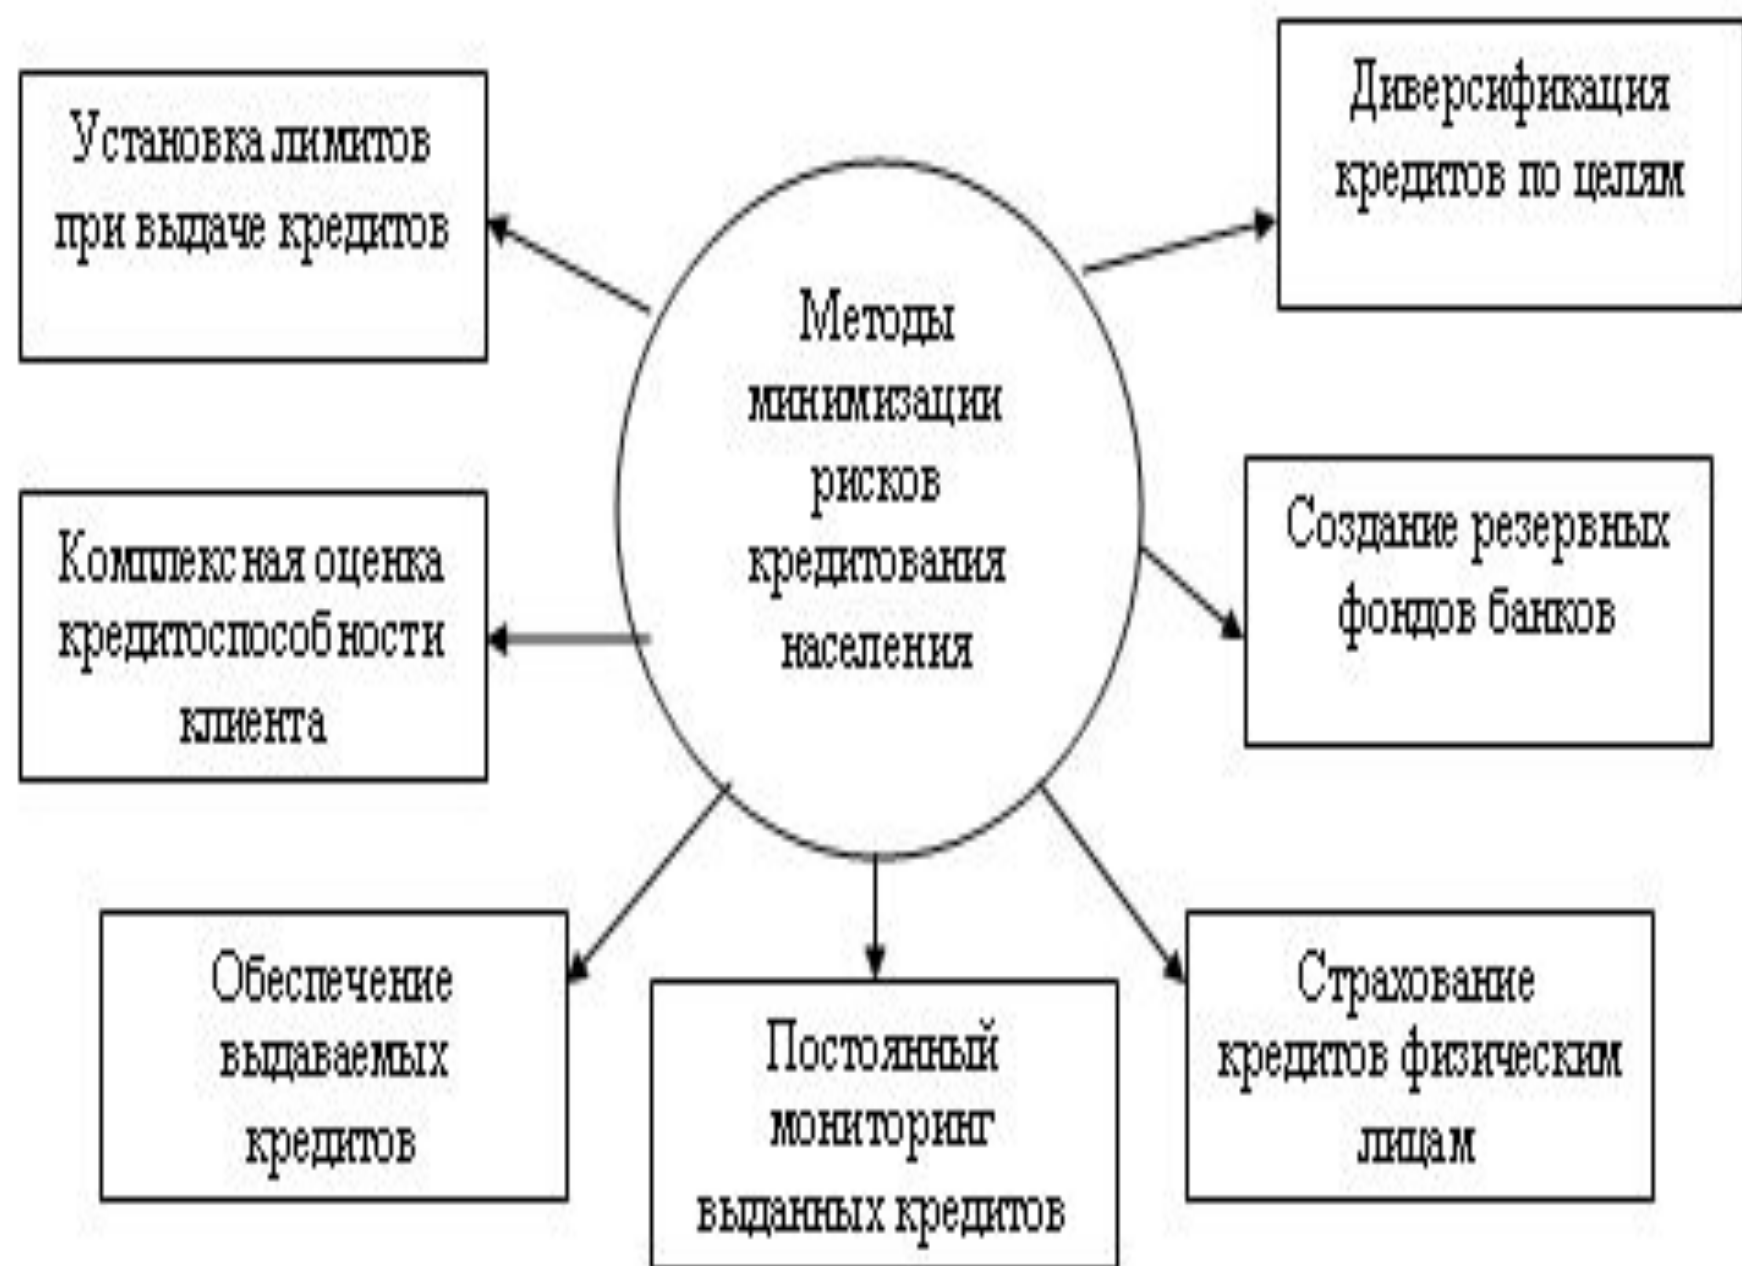 Установка лимитов
при выдаче кредитов
Диверсификация
кредитов по целям
Методы
минимизации
рисков
кредитования
населения
Комплексная оценка
кредитоспособности
клиента
Создание резервных
фондов банков
Обеспечение
выдаваемых
кредитов
Постоянный
мониторинг
выданных кредитов
Страхование
кредитов физическим
лицам